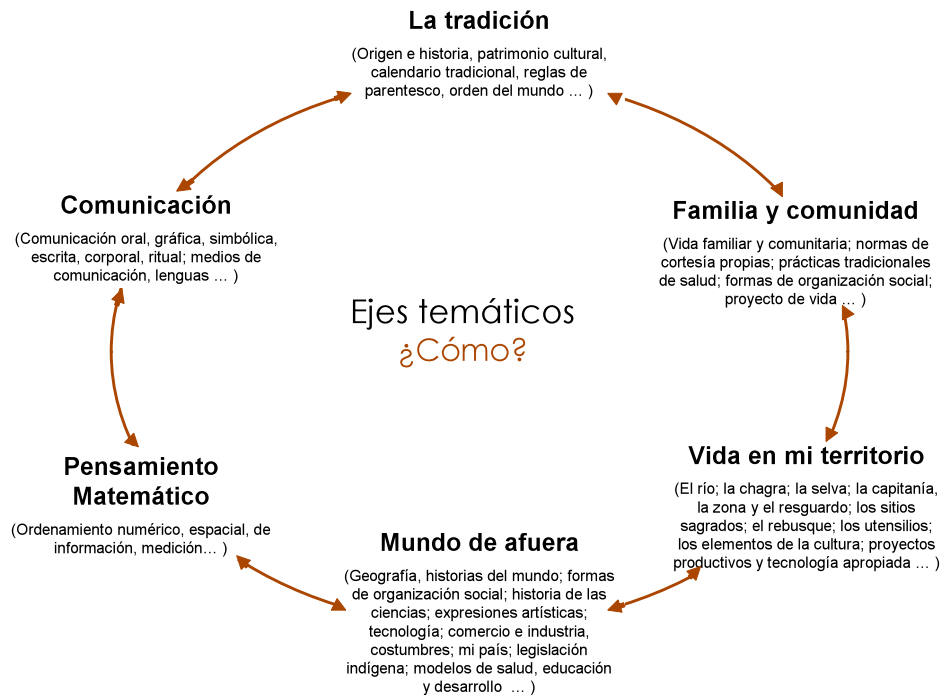 La tradición
(Origen e historia, patrimonio cultural,
calendario tradicional, reglas de
parentesco, orden del mundo … )
Comunicación
(Comunicación oral, gráfica, simbólica,
escrita, corporal, ritual; medios de
comunicación, lenguas … )
Familia y comunidad
(Vida familiar y comunitaria; normas de
cortesía propias; prácticas tradicionales
de salud; formas de organización social;
proyecto de vida … )
Ejes temáticos
¿Cómo?
Pensamiento
Matemático
(Ordenamiento numérico, espacial, de
información, medición… )
Vida en mi territorio
(El río; la chagra; la selva; la capitanía,
la zona y el resguardo; los sitios
sagrados; el rebusque; los utensilios;
los elementos de la cultura; proyectos
productivos y tecnología apropiada … )
Mundo de afuera
(Geografía, historias del mundo; formas
de organización social; historia de las
ciencias; expresiones artísticas;
tecnología; comercio e industria,
costumbres; mi país; legislación
indígena; modelos de salud, educación
y desarrollo  … )